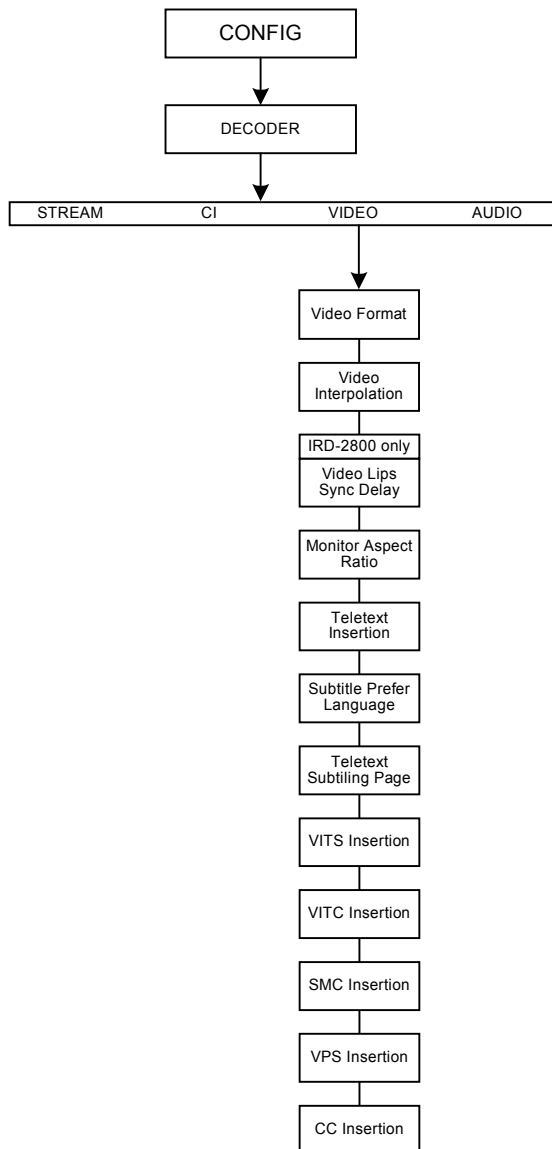 CONFIG
DECODER
STREAM CI VIDEO AUDIO
Video Format
Video
Interpolation
IRD-2800 only
Video Lips
Sync Delay
Monitor Aspect
Ratio
Teletext
Insertion
Subtitle Prefer
Language
Teletext
Subtiling Page
VITS Insertion
VITC Insertion
SMC Insertion
VPS Insertion
CC Insertion